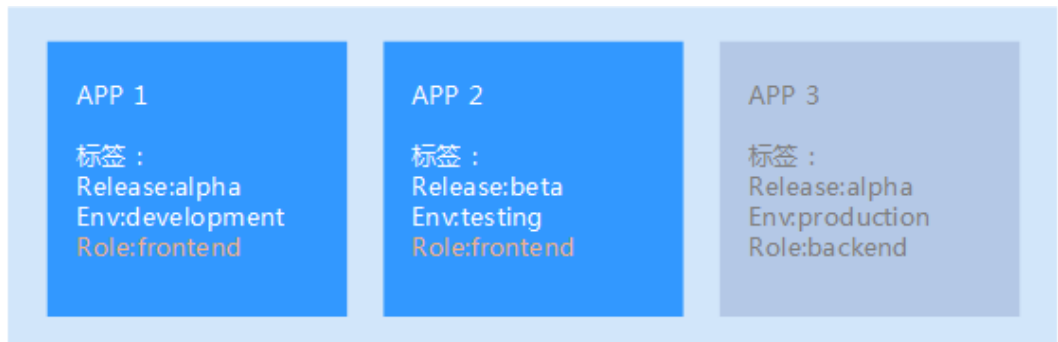 APP 1
标签：
Release:alpha
Env:development
Role:frontend
APP 2
标签：
Release:beta
Env:testing
Role:frontend
APP 3
标签：
Release:alpha
Env:production
Role:backend